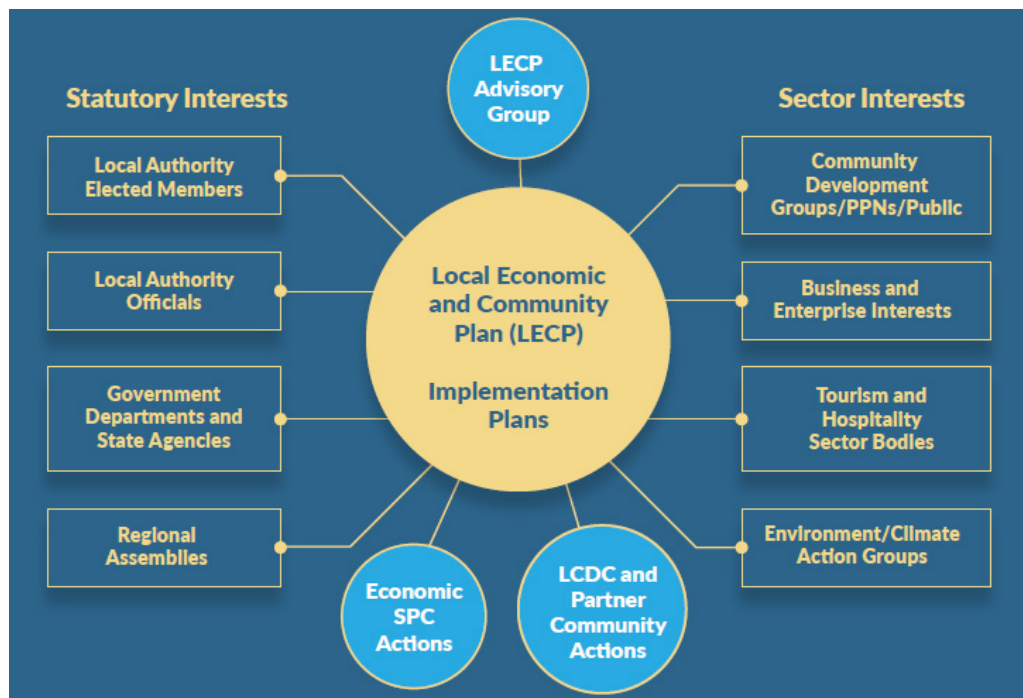 LECP
Advisory
Group
Statutory Interests
Local Authority
Elected Members
Local Authority
Officials
Government
Departments and
State Agencies
Regional
Assemblies
Local Economic
and Community
Plan (LECP)
Implementation
Plans
Economic
SPC
Actions
LCDC and
Partner
Community
Actions
Sector Interests
Community
Development
Groups/PPNs/Public
Business and
Enterprise Interests
Tourism and
Hospitality
Sector Bodies
Environment/Climate
Action Groups